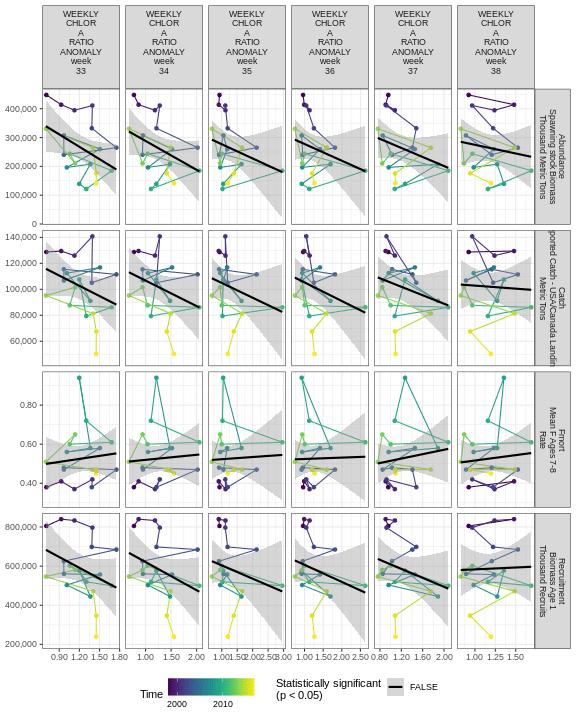 WEEKLY
CHLOR
A
RATIO
ANOMALY
week
33
WEEKLY
CHLOR
A
RATIO
ANOMALY
week
34
WEEKLY
CHLOR
A
RATIO
ANOMALY
week
35
WEEKLY
CHLOR
A
RATIO
ANOMALY
week
36
WEEKLY
CHLOR
A
RATIO
ANOMALY
week
37
WEEKLY
CHLOR
A
RATIO
ANOMALY
week
38
400,000
300,000
200,000
100,000
0
Abundance
Spawning stock Biomass
Thousand Metric Tons
140,000
120,000
100,000
80,000
60,000
Catch
ported Catch - USA/Canada Landin
Metric Tons
0.80
0.60
0.40
Fmort
Mean F Ages 7-8
Rate
800,000
600,000
400,000
200,000
Recruitment
Biomass Age 1
Thousand Recruits
0.90 1.20 1.50 1.80
1.00 1.50 2.00
1.00 1.50 2.00 2.50 3.00
1.00 1.50 2.00 2.50
0.80 1.20 1.60 2.00
1.00 1.25 1.50
Time
2000 2010
Statistically significant
(p < 0.05)
FALSE